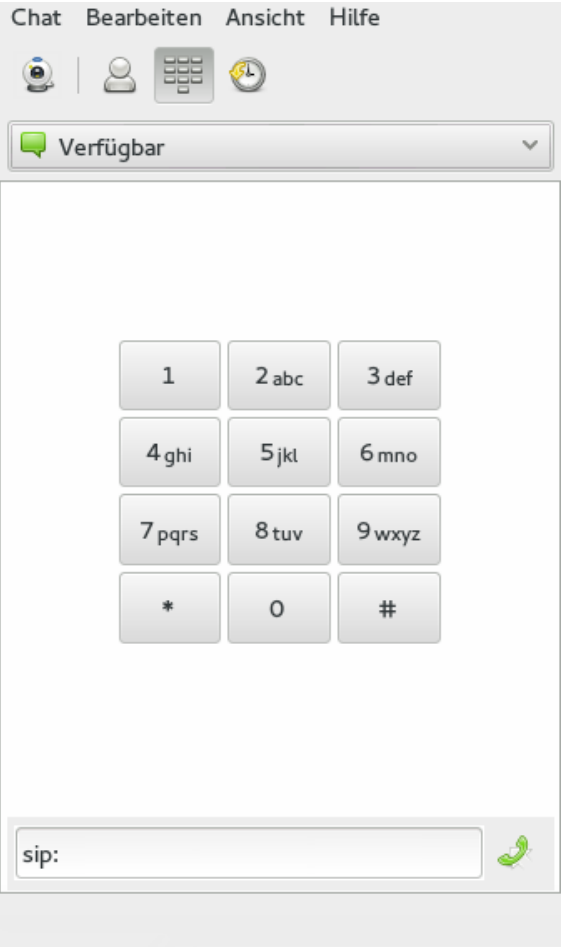 Chat Bearbeiten Ansicht Hilfe
Verfügbar
1 2 abc 3 def
4 ghi 5 jkl 6 mno
7 pqrs 8 tuv 9 wxyz
* 0 #
sip: